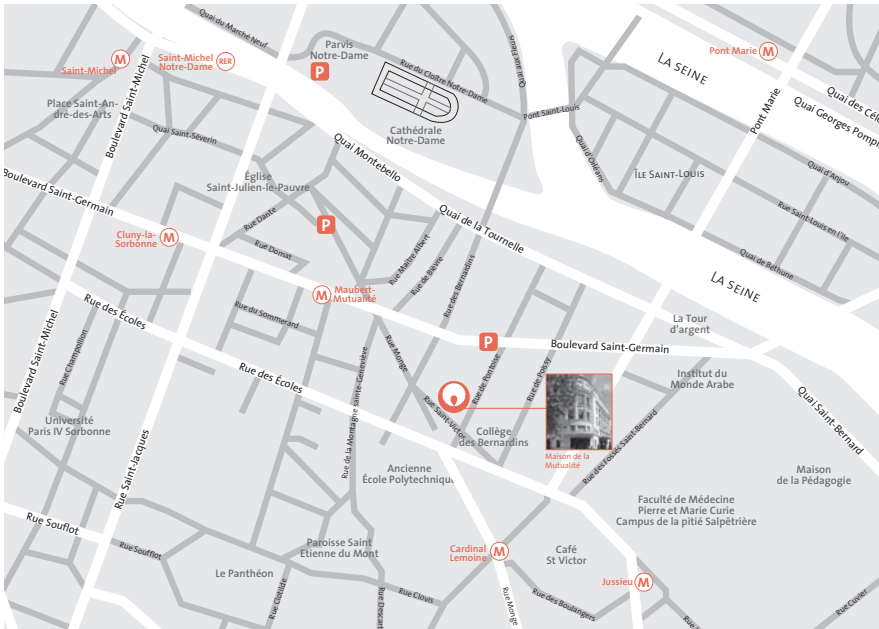 Quai du Marché Neuf
M
Saint-Michel
Saint-Michel
Notre-Dame
RER
Parvis
Notre-Dame
P
Rue du Cloître Notre-Dame
Quai aux Fleurs
Pont Marie
M
LA SEINE
Quai des Cél
Quai Georges Pompi
Pont Marie
Place Saint-An-
dré-des-Arts
Boulevard Saint-Michel
Quai Saint-Séverin
Cathédrale
Notre-Dame
Pont Saint-Louis
Quai d'Orléans
ÎLE SAINT-LOUIS
Quai d'Anjou
Rue Saint-Louis en l'île
Quai de Béthune
Quai Montebello
Église
Saint-Julien-le-Pauvre
Boulevard Saint-Germain
Rue Dante
P
Quai de la Tournelle
Cluny-la-
Sorbonne
M
Rue Domat
Rue Maître Albert
Rue de Bièvre
Rue des Bernardins
LA SEINE
M
Maubert-
Mutualité
Rue des Écoles
Rue du Sommerard
La Tour
d'argent
P
Boulevard Saint-Germain
Rue Champollion
Boulevard Saint-Michel
Rue Monge
Rue de Pontoise
Rue de Poissy
Institut du
Monde Arabe
Rue des Écoles
Rue de la Montagne sainte-Geneviève
Rue Saint-Victor
Quai Saint-Bernard
Université
Paris IV Sorbonne
Collège
des Bernardins
Rue des Fossés Saint-Bernard
Maison de la
Mutualité
Rue Saint-Jacques
Ancienne
École Polytechnique
Maison
de la Pédagogie
Faculté de Médecine
Pierre et Marie Curie
Campus de la pitié Salpêtrière
Rue Souflot
Rue Soufflot
Paroisse Saint
Etienne du Mont
Cardinal
Lemoine
M
Café
St Victor
Le Panthéon
Jussieu
M
Rue Clotilde
Rue Descart
Rue Clovis
Rue Monge
Rue des Boulangers
Rue Cuvier